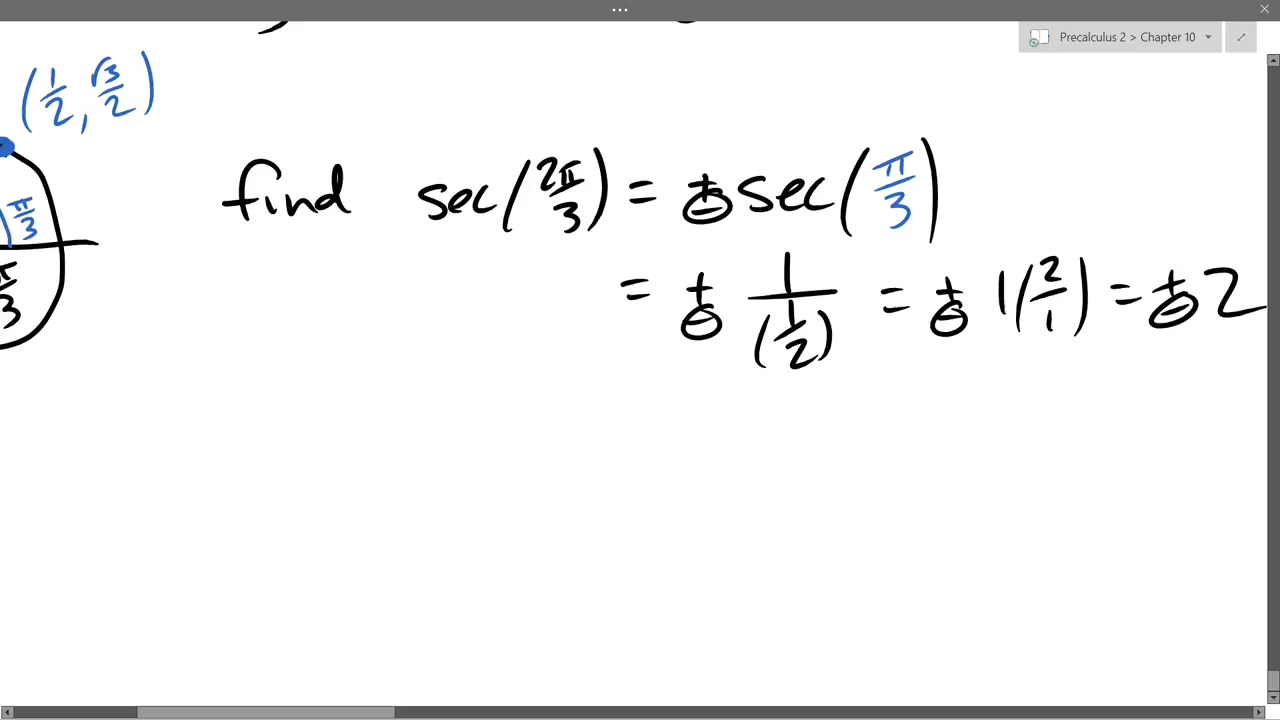 Precalculus 2 > Chapter 10
(1/2, √3/2)
find sec(2π/3) = ± sec(π/3)
π/3
= ± 1/(1/2) = ± 1(2/1) = ± 2
π/3